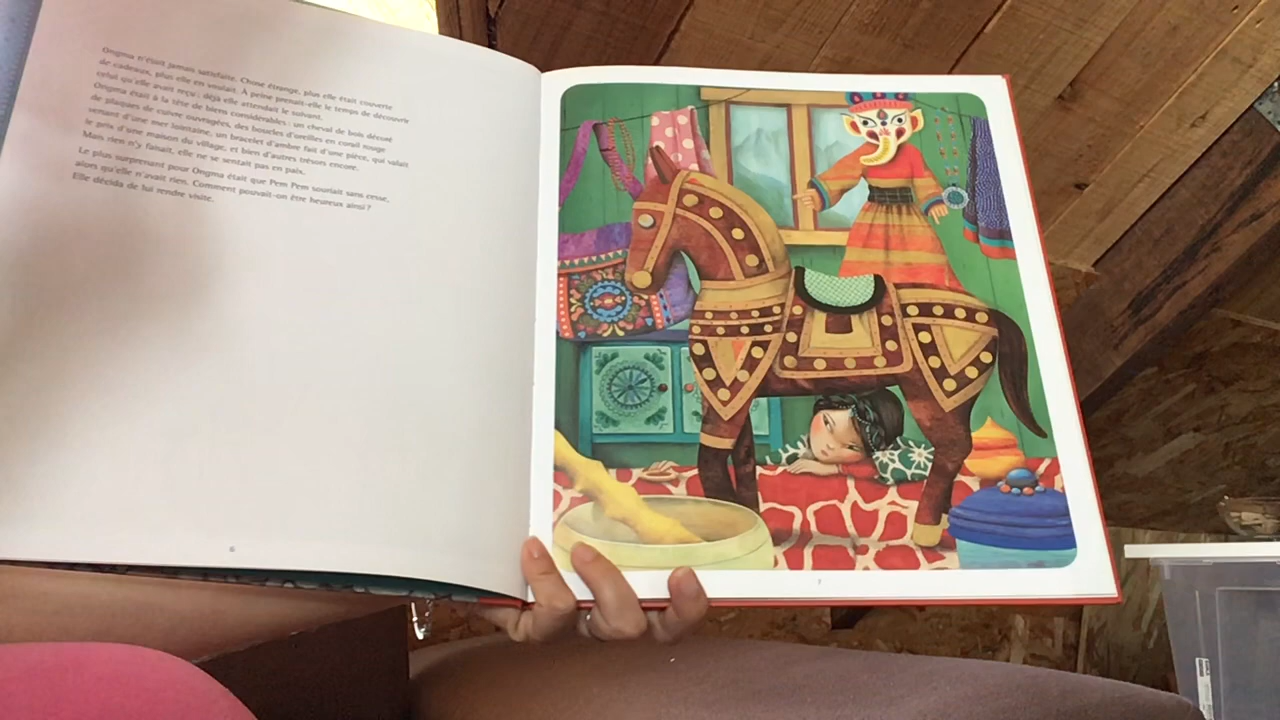 Ongma n'était jamais satisfaite. Chose étrange, plus elle était couverte
de cadeaux, plus elle en voulait. À peine prenait-elle le temps de découvrir
celui qu'elle avait reçu : déjà elle attendait le suivant.
Ongma était à la tête de biens considérables : un cheval de bois décoré
de plaques de cuivre ouvragées, des boucles d'oreilles en corail rouge
venant d'une mer lointaine, un bracelet d'ambre fait d'une pièce, qui valait
le prix d'une maison du village, et bien d'autres trésors encore.
Mais rien n'y faisait, elle ne se sentait pas en paix.
Le plus surprenant pour Ongma était que Pem Pem souriait sans cesse,
alors qu'elle n'avait rien. Comment pouvait-on être heureux ainsi ?
Elle décida de lui rendre visite.
6
7